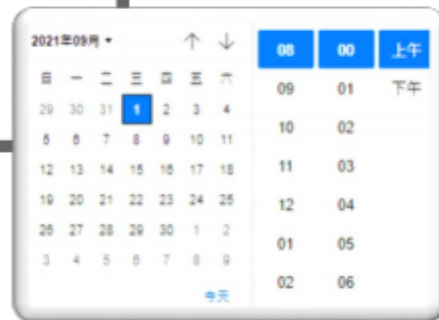 2021年09月
日 一 二 三 四 五 六
29 30 31 1 2 3 4
5 6 7 8 9 10 11
12 13 14 15 16 17 18
19 20 21 22 23 24 25
26 27 28 29 30 1 2
3 4 5 6 7 8 9
今天
08 00 上午
09 01 下午
10 02
11 03
12 04
01 05
02 06